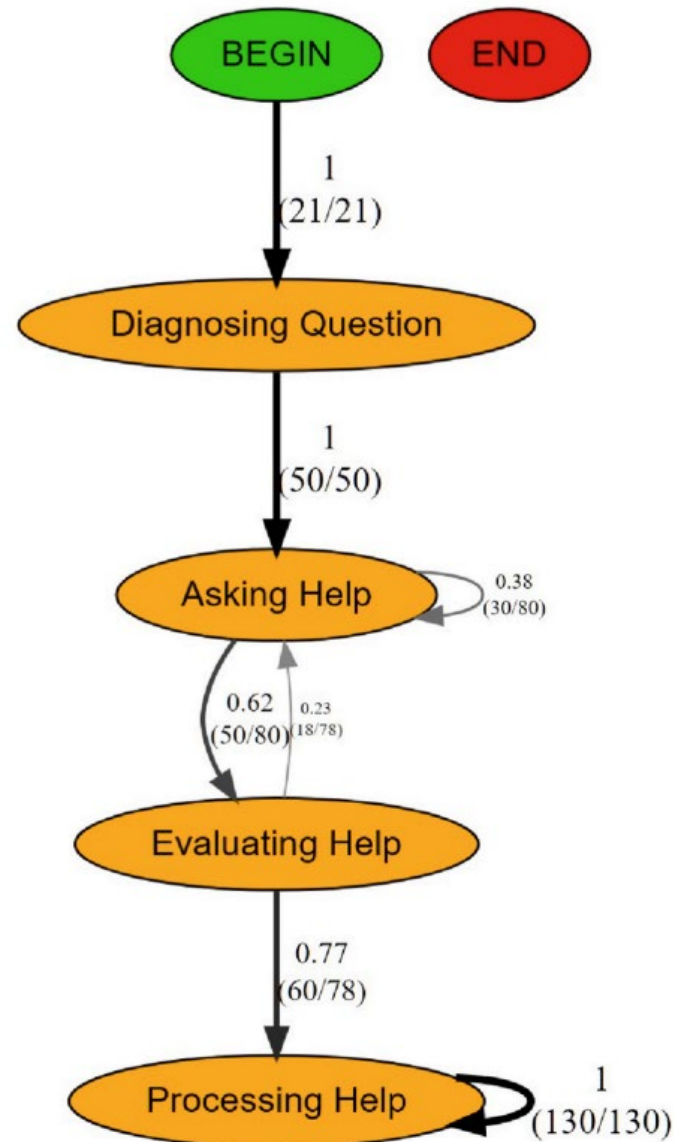 BEGIN
END
1
(21/21)
Diagnosing Question
1
(50/50)
Asking Help
0.38
(30/80)
0.62
(50/80)
0.23
(18/78)
Evaluating Help
0.77
(60/78)
Processing Help
1
(130/130)